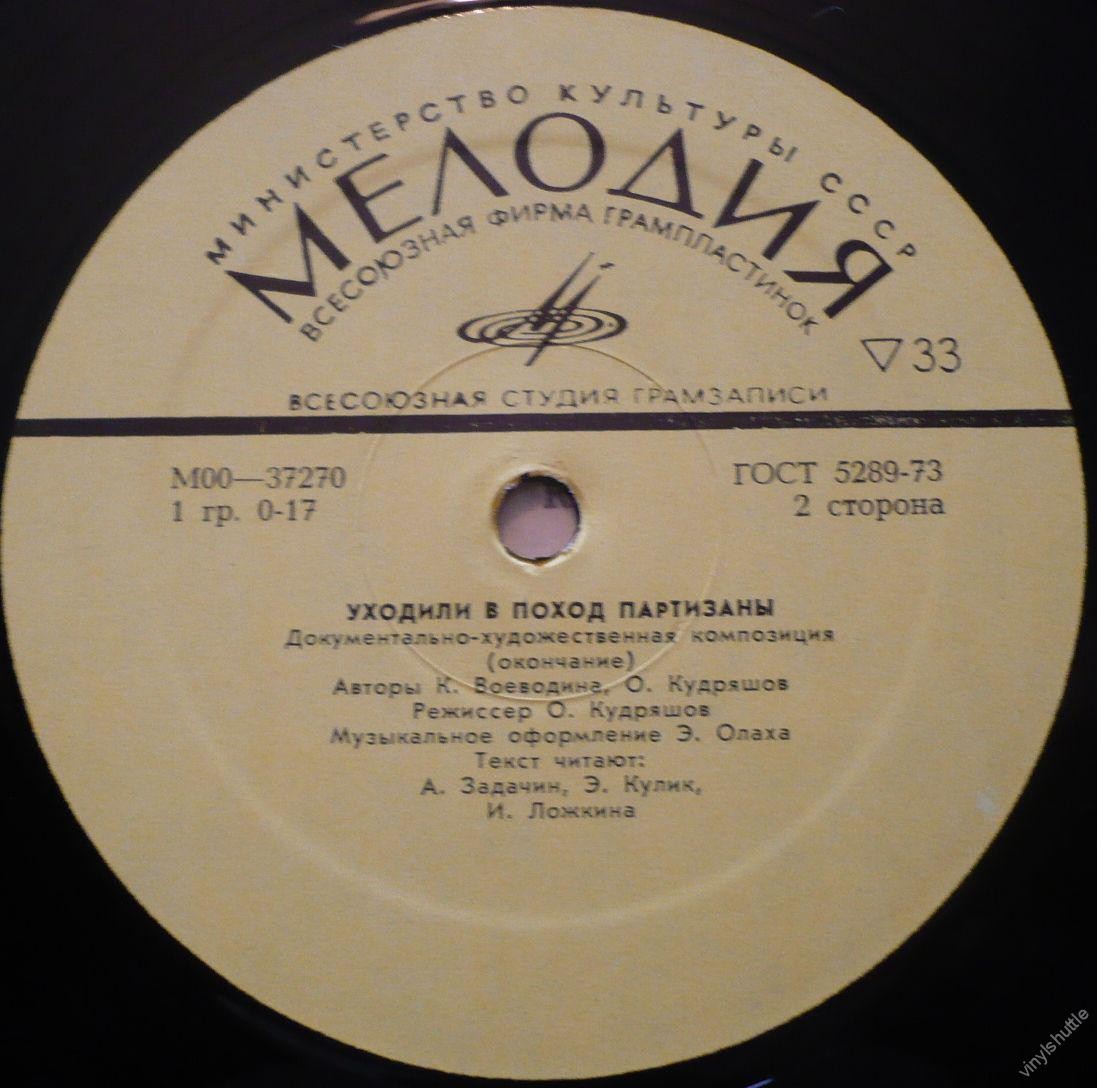 МИНИСТЕРСТВО КУЛЬТУРЫ СССР
МЕЛОДИЯ
ВСЕСОЮЗНАЯ ФИРМА ГРАМПЛАСТИНОК
▽33
ВСЕСОЮЗНАЯ СТУДИЯ ГРАМЗАПИСИ
М00—37270
ГОСТ 5289-73
1 гр. 0-17
2 сторона
УХОДИЛИ В ПОХОД ПАРТИЗАНЫ
Документально-художественная композиция
(окончание)
Авторы К. Воеводина, О. Кудряшов
Режиссер О. Кудряшов
Музыкальное оформление Э. Олаха
Текст читают:
А. Задачин, Э. Кулик,
И. Ложкина
vinylshuttle